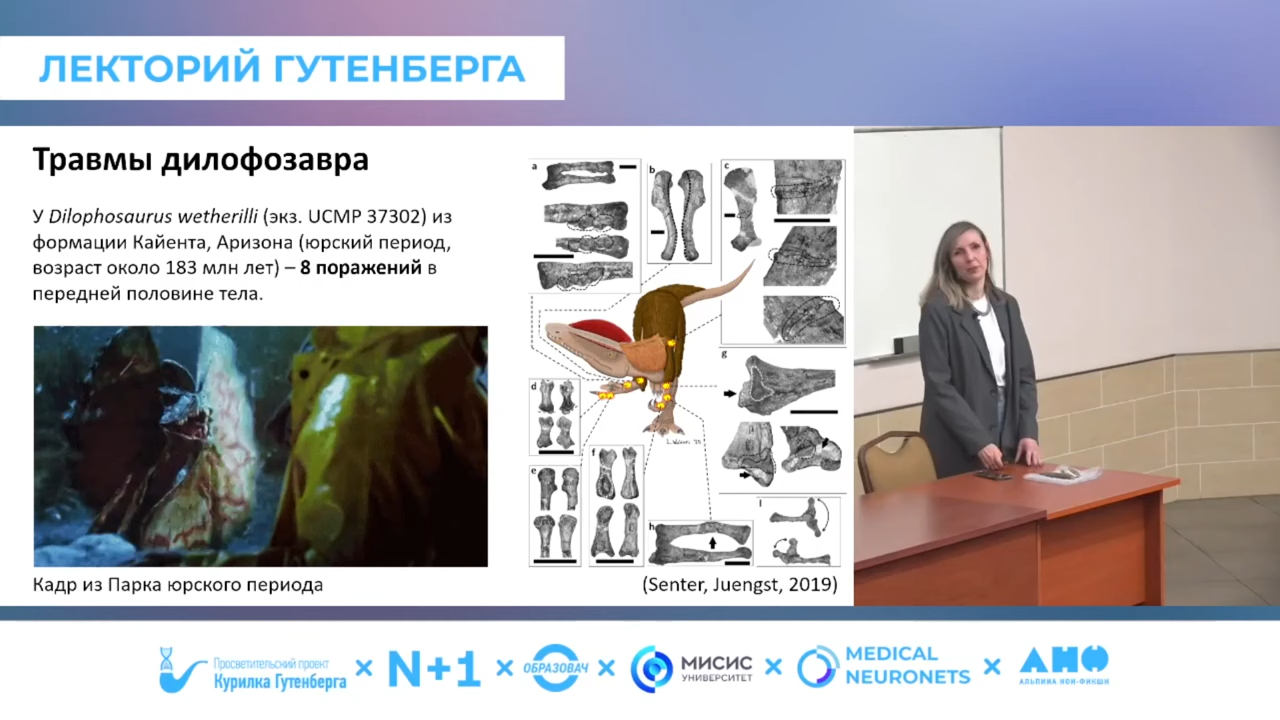 ЛЕКТОРИЙ ГУТЕНБЕРГА
Травмы дилофозавра
У Dilophosaurus wetherilli (экз. UCMP 37302) из
формации Кайента, Аризона (юрский период,
возраст около 183 млн лет) – 8 поражений в
передней половине тела.
Кадр из Парка юрского периода
a
b
c
d
e
f
g
h
i
(Senter, Juengst, 2019)
Просветительский проект
Курилка Гутенберга
×
N+1
×
ОБРАЗОВАЧ
×
МИСИС
УНИВЕРСИТЕТ
×
MEDICAL
NEURONETS
×
АНФ
АЛЬПИНА НОН-ФИКШН